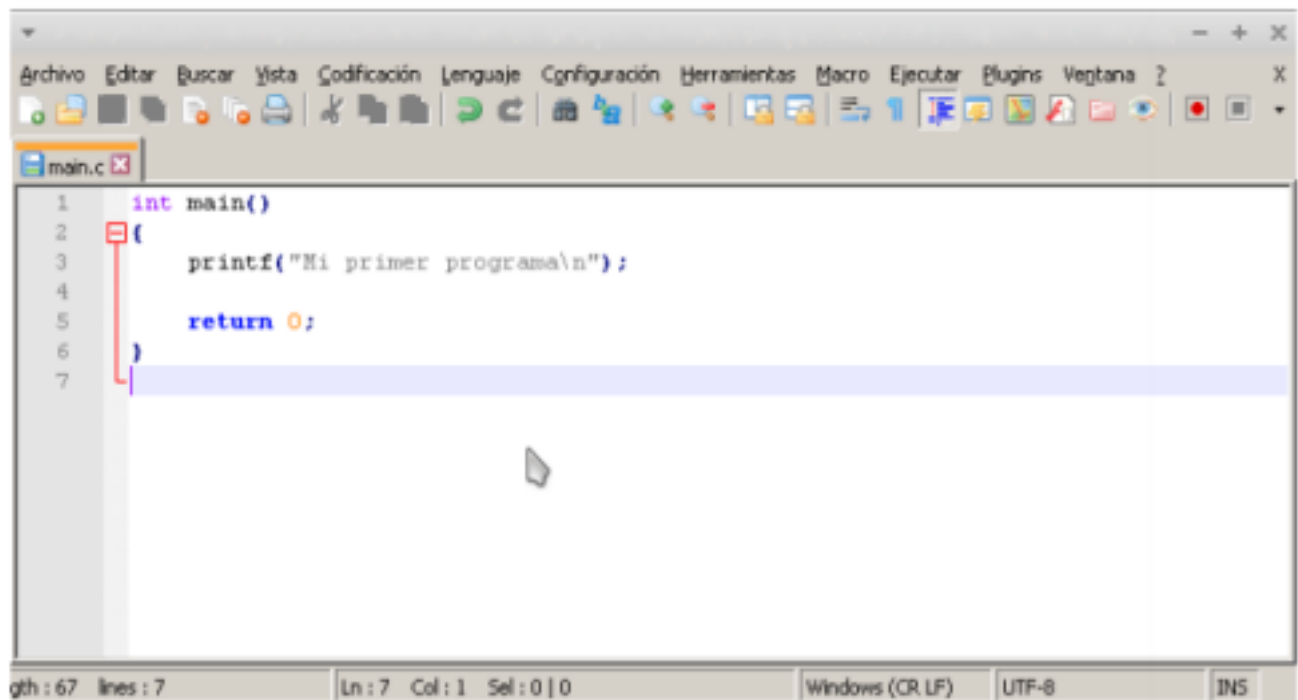 Archivo Editar Buscar Vista Codificación Lenguaje Configuración Herramientas Macro Ejecutar Plugins Ventana ? X
main.c
1 int main()
2 {
3 printf("Mi primer programa\n");
4
5 return 0;
6 }
7
gth : 67 lines : 7 Ln : 7 Col : 1 Sel : 0 | 0 Windows (CR LF) UTF-8 INS